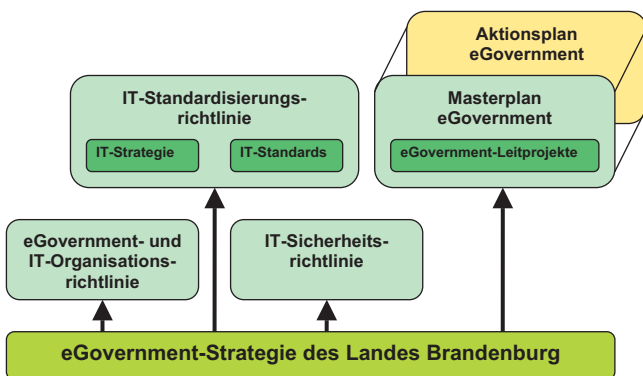 Aktionsplan
eGovernment
IT-Standardisierungs-
richtlinie
IT-Strategie
IT-Standards
Masterplan
eGovernment
eGovernment-Leitprojekte
eGovernment- und
IT-Organisations-
richtlinie
IT-Sicherheits-
richtlinie
eGovernment-Strategie des Landes Brandenburg